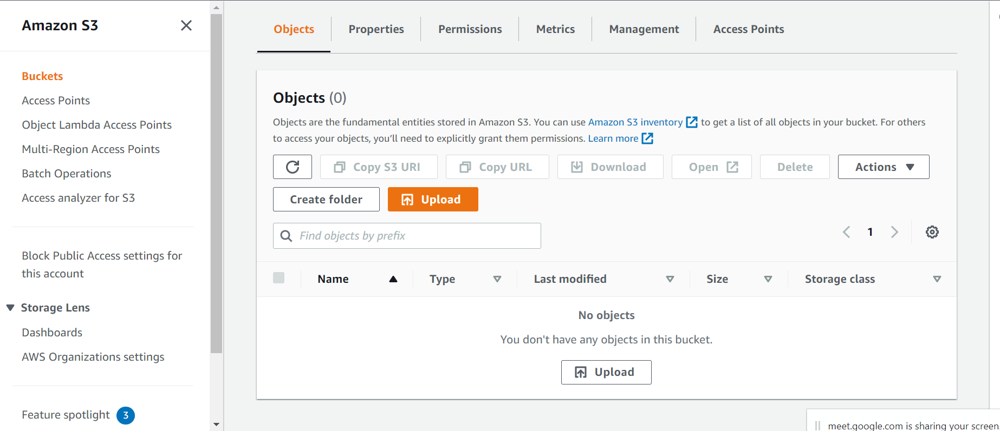 Amazon S3
Buckets
Access Points
Object Lambda Access Points
Multi-Region Access Points
Batch Operations
Access analyzer for S3
Block Public Access settings for
this account
Storage Lens
Dashboards
AWS Organizations settings
Feature spotlight 3
Objects Properties Permissions Metrics Management Access Points
Objects (0)
Objects are the fundamental entities stored in Amazon S3. You can use Amazon S3 inventory to get a list of all objects in your bucket. For others
to access your objects, you’ll need to explicitly grant them permissions. Learn more
Copy S3 URI Copy URL Download Open Delete Actions
Create folder Upload
Find objects by prefix 1
Name Type Last modified Size Storage class
No objects
You don't have any objects in this bucket.
Upload
meet.google.com is sharing your screen